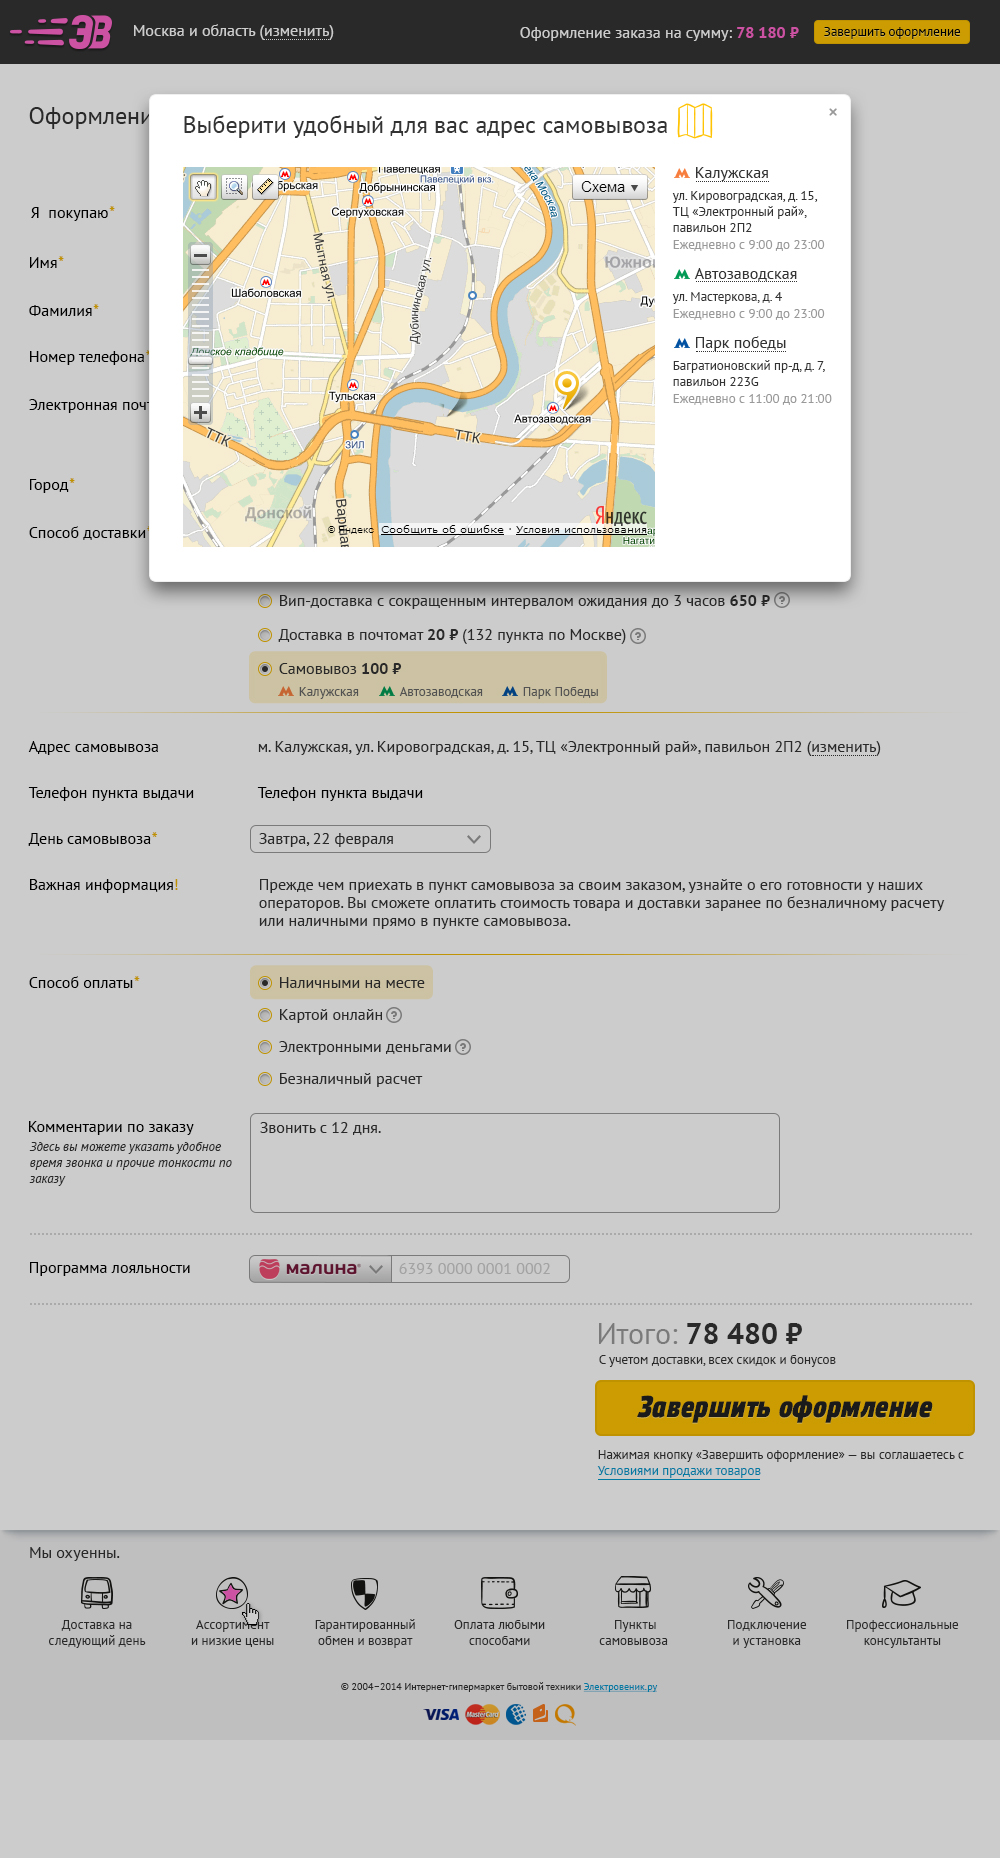 ЭВ
Москва и область (изменить)
Оформление заказа на сумму: 78 180 ₽
Завершить оформление
Оформлени
Выберити удобный для вас адрес самовывоза
×
Я покупаю*
Имя*
Фамилия*
Номер телефона*
Электронная почт
Город*
Способ доставки*
Павелецкая
Павелецкий вкз.
брьская
Добрынинская
Серпуховская
ка Москва
Схема
Мытная ул.
Дубининская ул.
Южно
Шаболовская
Ду
Донское кладбище
Тульская
Автозаводская
ТТК
ЗИЛ
ТТК
Донской
Варшав
Яндекс
© Яндекс Сообщить об ошибке · Условия использования
Нагати
Калужская
ул. Кировоградская, д. 15,
ТЦ «Электронный рай»,
павильон 2П2
Ежедневно с 9:00 до 23:00
Автозаводская
ул. Мастеркова, д. 4
Ежедневно с 9:00 до 23:00
Парк победы
Багратионовский пр-д, д. 7,
павильон 223G
Ежедневно с 11:00 до 21:00
Вип-доставка с сокращенным интервалом ожидания до 3 часов 650 ₽ ?
Доставка в почтомат 20 ₽ (132 пункта по Москве) ?
Самовывоз 100 ₽
Калужская Автозаводская Парк Победы
Адрес самовывоза
м. Калужская, ул. Кировоградская, д. 15, ТЦ «Электронный рай», павильон 2П2 (изменить)
Телефон пункта выдачи
Телефон пункта выдачи
День самовывоза*
Завтра, 22 февраля
Важная информация!
Прежде чем приехать в пункт самовывоза за своим заказом, узнайте о его готовности у наших
операторов. Вы сможете оплатить стоимость товара и доставки заранее по безналичному расчету
или наличными прямо в пункте самовывоза.
Способ оплаты*
Наличными на месте
Картой онлайн ?
Электронными деньгами ?
Безналичный расчет
Комментарии по заказу
Здесь вы можете указать удобное
время звонка и прочие тонкости по
заказу
Звонить с 12 дня.
Программа лояльности
малина®
6393 0000 0001 0002
Итого: 78 480 ₽
С учетом доставки, всех скидок и бонусов
Завершить оформление
Нажимая кнопку «Завершить оформление» — вы соглашаетесь с
Условиями продажи товаров
Мы охуенны.
Доставка на
следующий день
Ассортимент
и низкие цены
Гарантированный
обмен и возврат
Оплата любыми
способами
Пункты
самовывоза
Подключение
и установка
Профессиональные
консультанты
© 2004–2014 Интернет-гипермаркет бытовой техники Электровеник.ру
VISA MasterCard